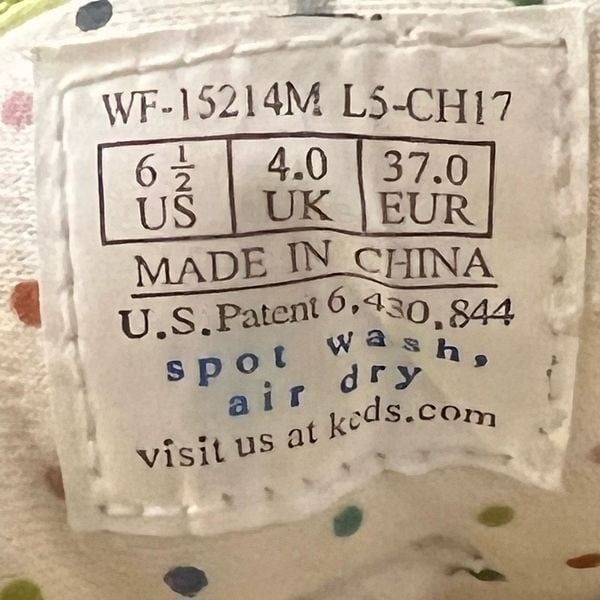 WF-15214M L5-CH17
6 1/2 4.0 37.0
US UK EUR
MADE IN CHINA
U.S. Patent 6,430,844
spot wash,
air dry
visit us at keds.com